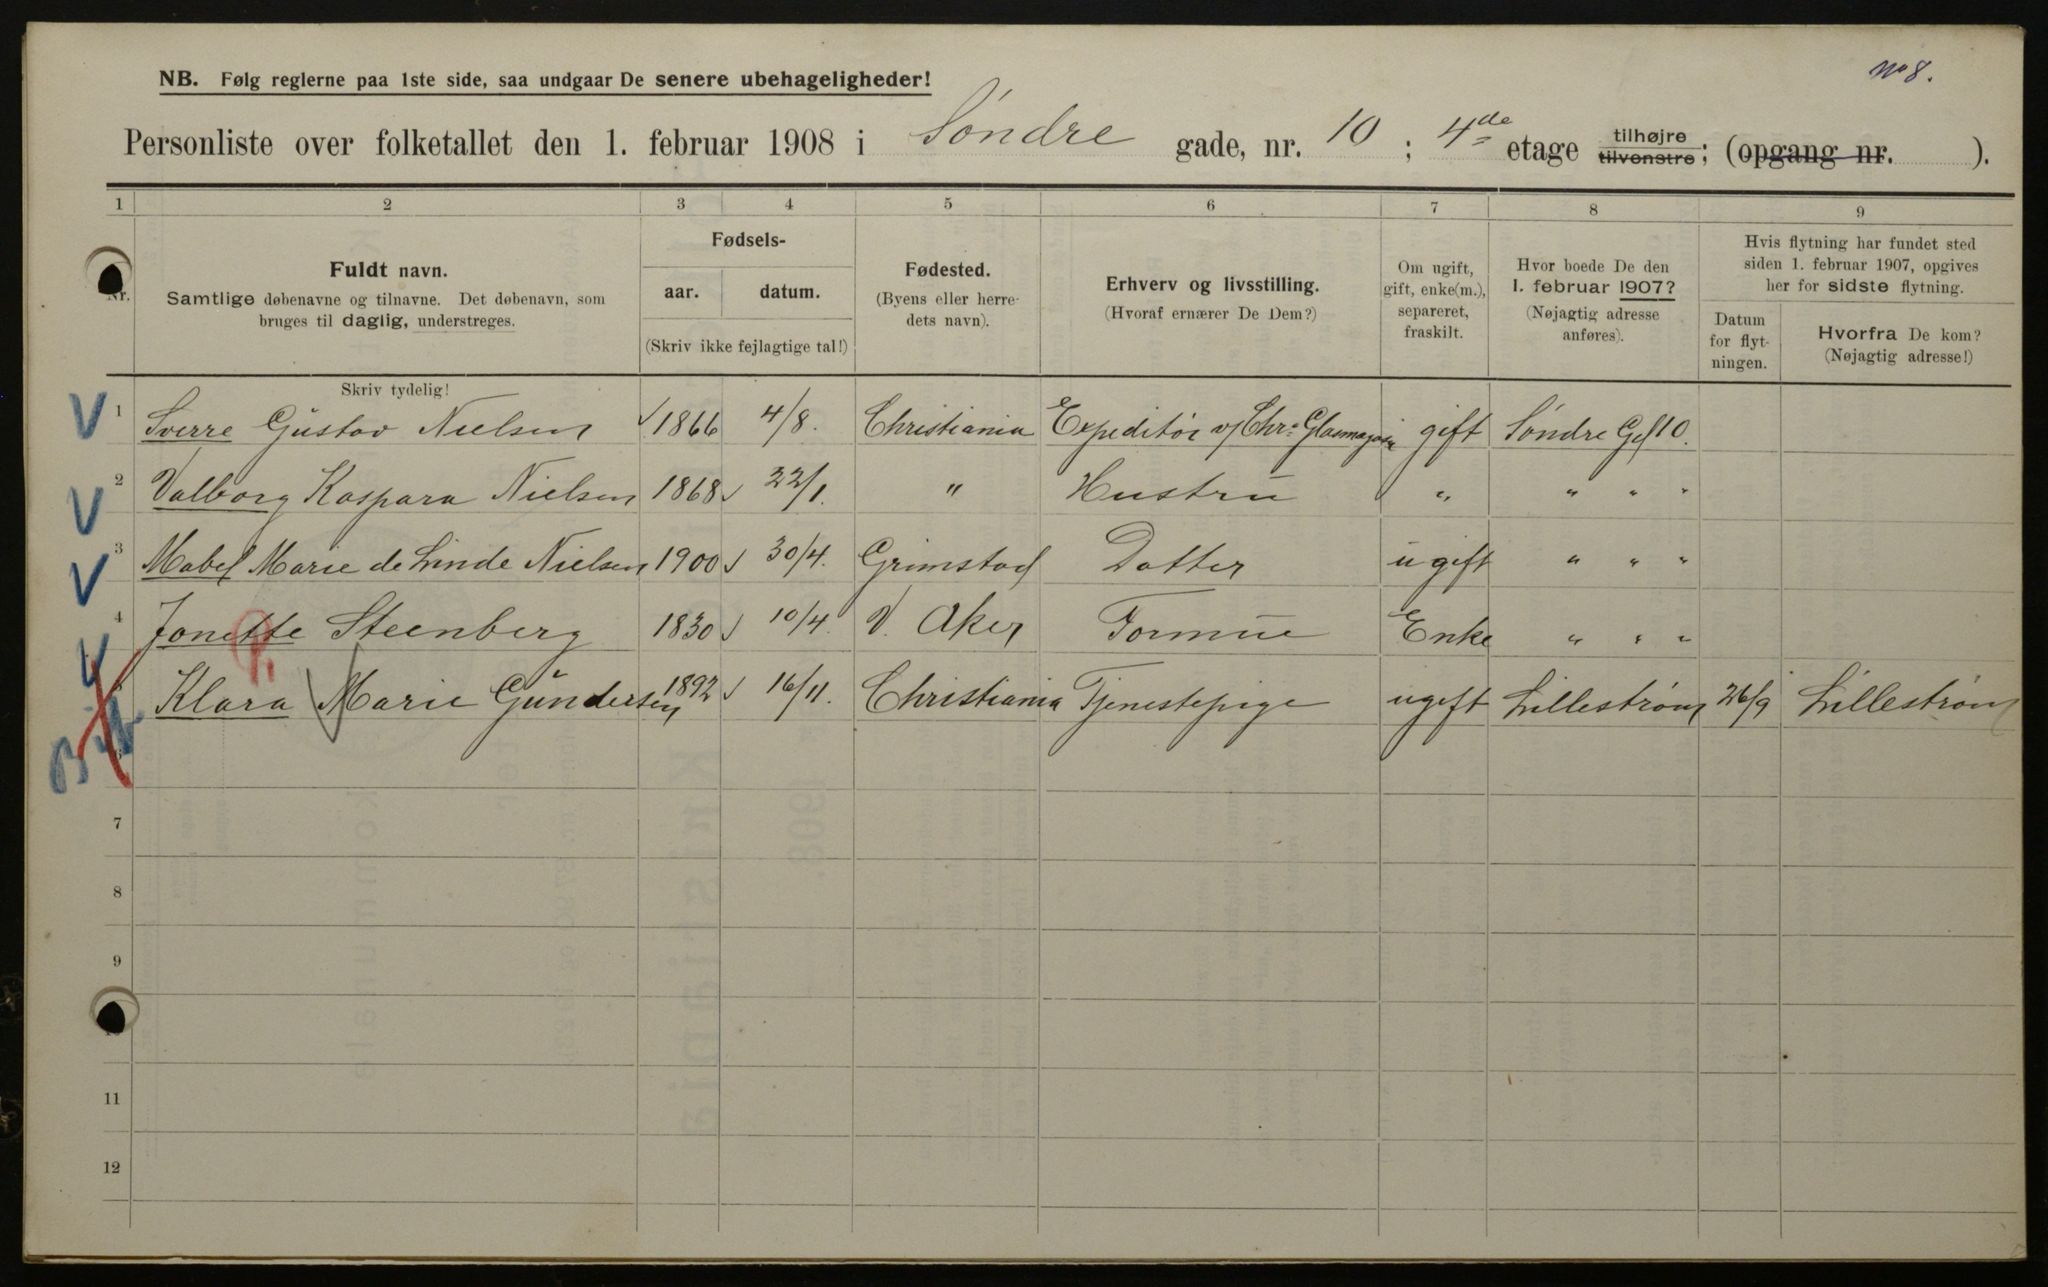 No 8.
NB. Følg reglerne paa 1ste side, saa undgaar De senere ubehageligheder!
Personliste over folketallet den 1. februar 1908 i Söndre gade, nr. 10 ; 4de etage tilhøjre tilvenstre; (opgang nr. ).
1 2 3 4 5 6 7 8 9
Nr.
Fuldt navn.
Samtlige døbenavne og tilnavne. Det døbenavn, som
bruges til daglig, understreges.
Fødsels-
aar. datum.
(Skriv ikke fejlagtige tal!)
Fødested.
(Byens eller herre-
dets navn).
Erhverv og livsstilling.
(Hvoraf ernærer De Dem?)
Om ugift,
gift, enke(m.),
separeret,
fraskilt.
Hvor boede De den
1. februar 1907?
(Nøjagtig adresse
anføres).
Hvis flytning har fundet sted
siden 1. februar 1907, opgives
her for sidste flytning.
Datum
for flyt-
ningen.
Hvorfra De kom?
(Nøjagtig adresse!)
Skriv tydelig!
1 Sverre Gustav Nielsen 1866 4/8. Christiania Expeditör v/ Chr. Glasmagasin gift Söndre Gd 10.
2 Valborg Kaspara Nielsen 1868 22/1. " Hustru " " " "
3 Mabel Marie de Linde Nielsen 1900 30/4. Grimstad Datter ugift " " "
4 Jonette Steenberg 1830 10/4. V. Aker Formue Enke " " "
Klara Marie Gundersen 1892 16/11. Christiania Tjenestepige ugift Lilleström 26/9 Lilleström
6
7
8
9
10
11
12